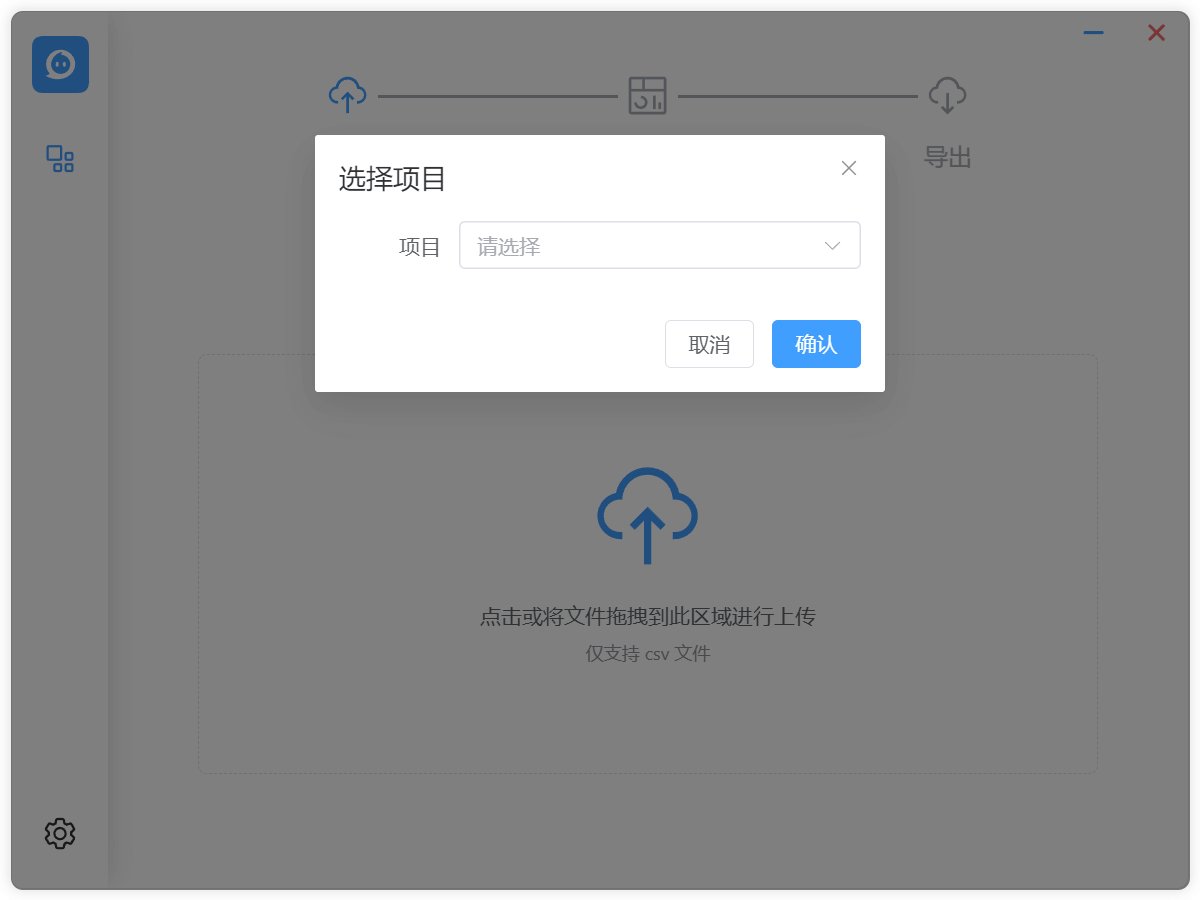 导出
选择项目
项目 请选择
取消 确认
点击或将文件拖拽到此区域进行上传
仅支持 csv 文件